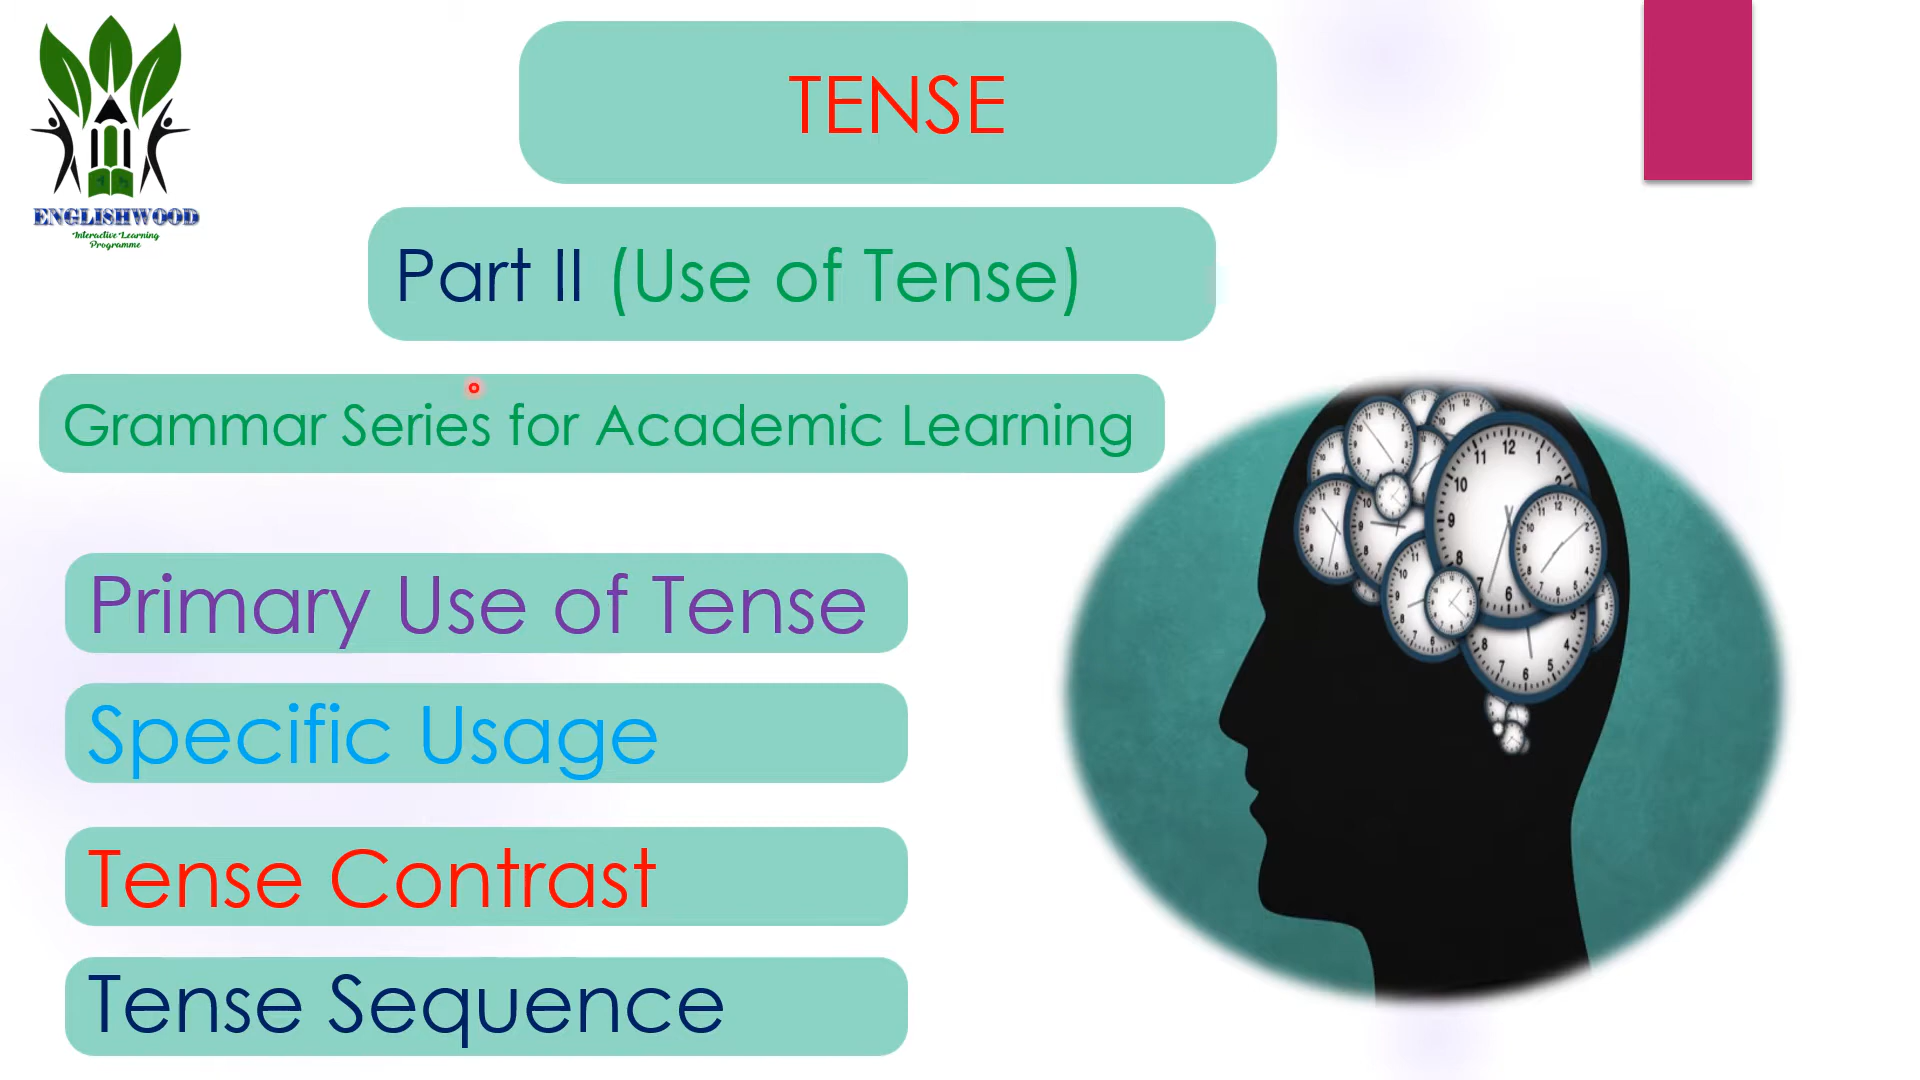 ENGLISHWOOD
Interactive Learning
Programme
TENSE
Part II (Use of Tense)
Grammar Series for Academic Learning
Primary Use of Tense
Specific Usage
Tense Contrast
Tense Sequence